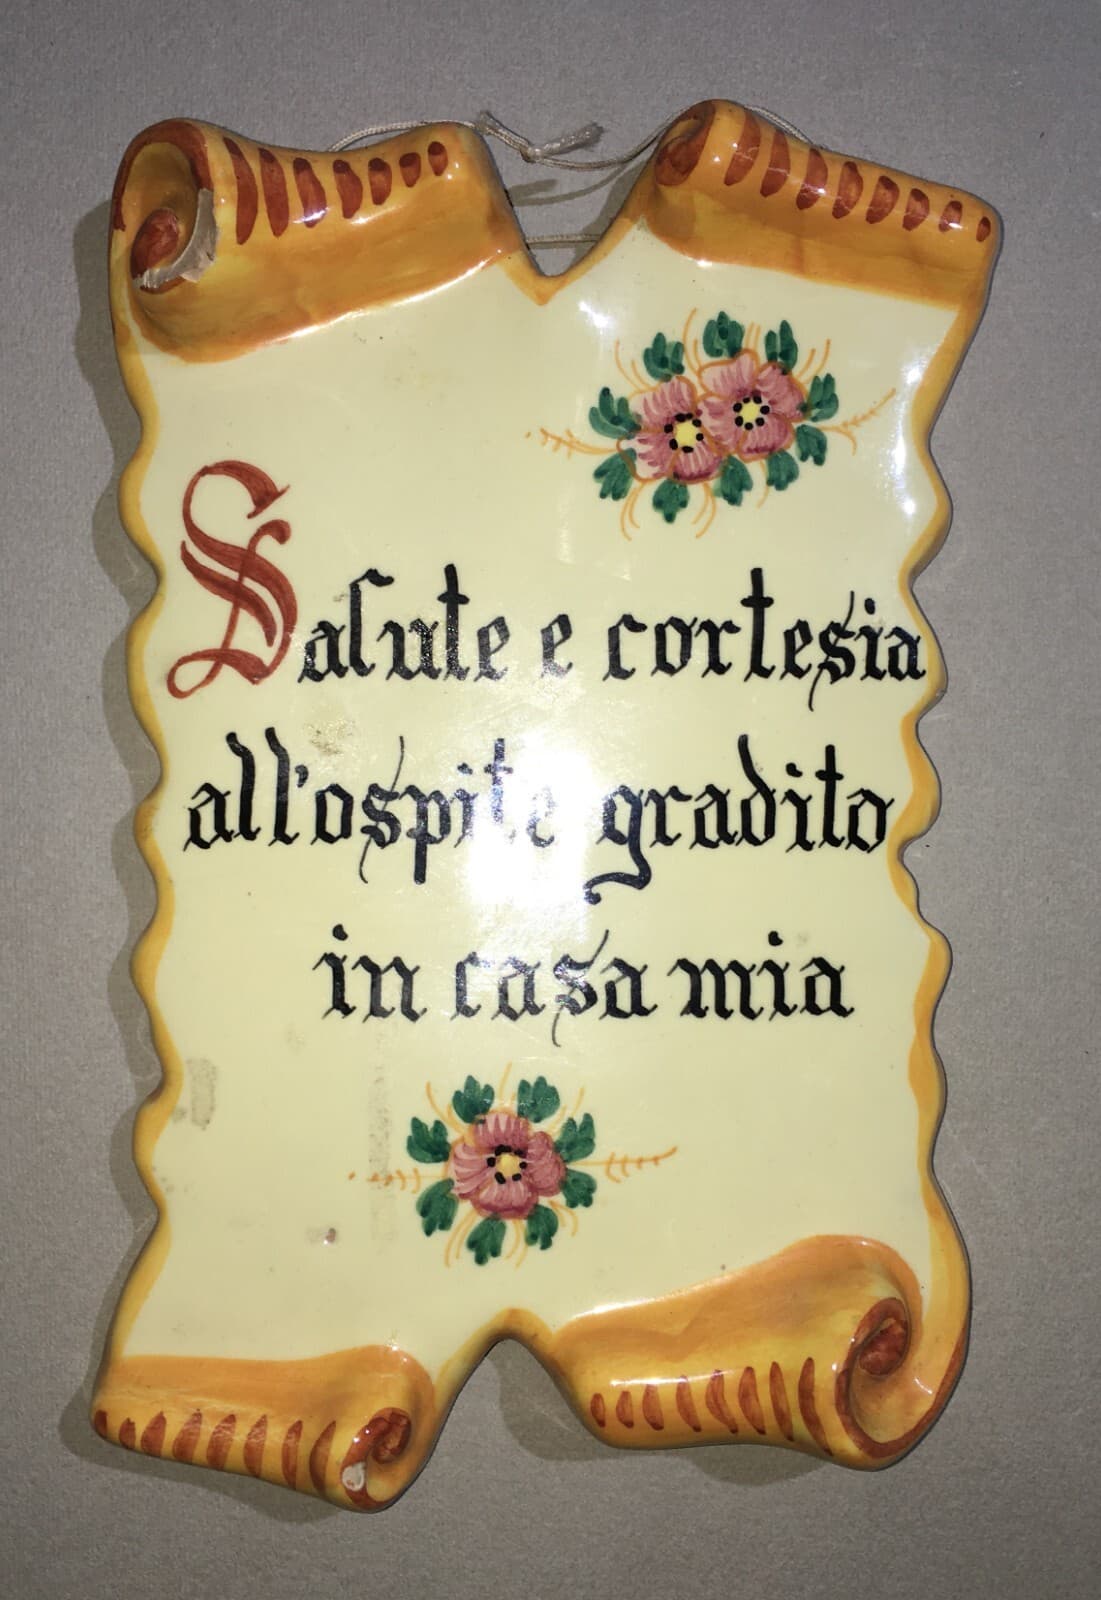 Salute e cortesia
all'ospite gradito
in casa mia